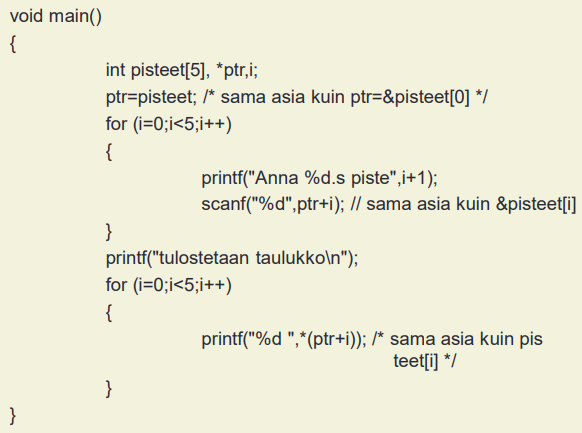 void main()
{
int pisteet[5], *ptr,i;
ptr=pisteet; /* sama asia kuin ptr=&pisteet[0] */
for (i=0;i<5;i++)
{
printf("Anna %d.s piste",i+1);
scanf("%d",ptr+i); // sama asia kuin &pisteet[i]
}
printf("tulostetaan taulukko\n");
for (i=0;i<5;i++)
{
printf("%d ",*(ptr+i)); /* sama asia kuin pis
teet[i] */
}
}